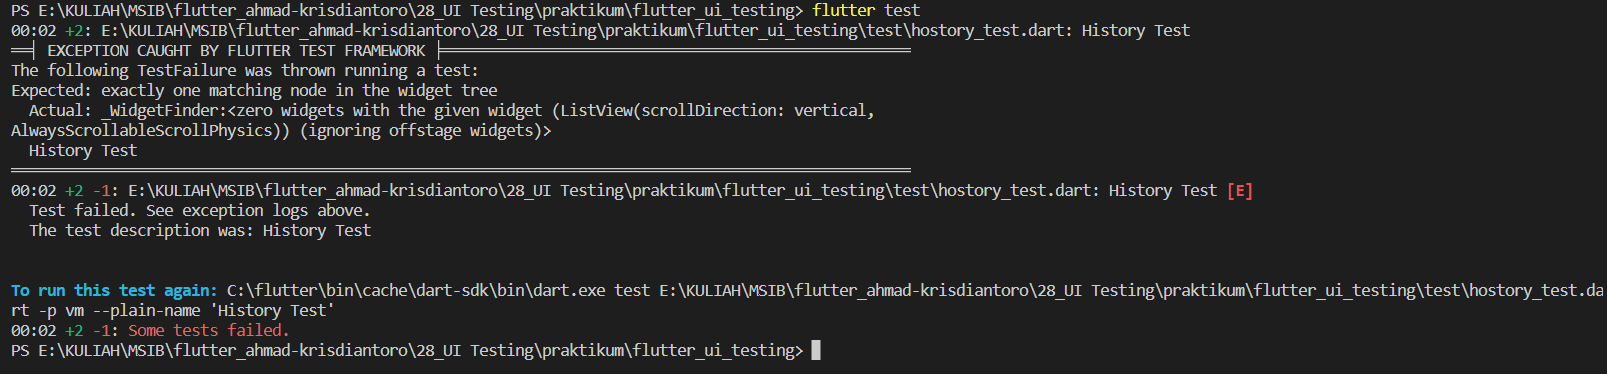 PS E:\KULIAH\MSIB\flutter_ahmad-krisdiantoro\28_UI Testing\praktikum\flutter_ui_testing> flutter test
00:02 +2: E:\KULIAH\MSIB\flutter_ahmad-krisdiantoro\28_UI Testing\praktikum\flutter_ui_testing\test\hostory_test.dart: History Test
══╡ EXCEPTION CAUGHT BY FLUTTER TEST FRAMEWORK ╞════════════════════════════════════════════════════
The following TestFailure was thrown running a test:
Expected: exactly one matching node in the widget tree
  Actual: _WidgetFinder:<zero widgets with the given widget (ListView(scrollDirection: vertical,
AlwaysScrollableScrollPhysics)) (ignoring offstage widgets)>
  History Test
════════════════════════════════════════════════════════════════════════════════════════════════════
00:02 +2 -1: E:\KULIAH\MSIB\flutter_ahmad-krisdiantoro\28_UI Testing\praktikum\flutter_ui_testing\test\hostory_test.dart: History Test [E]
  Test failed. See exception logs above.
  The test description was: History Test
To run this test again: C:\flutter\bin\cache\dart-sdk\bin\dart.exe test E:\KULIAH\MSIB\flutter_ahmad-krisdiantoro\28_UI Testing\praktikum\flutter_ui_testing\test\hostory_test.da
rt -p vm --plain-name 'History Test'
00:02 +2 -1: Some tests failed.
PS E:\KULIAH\MSIB\flutter_ahmad-krisdiantoro\28_UI Testing\praktikum\flutter_ui_testing>